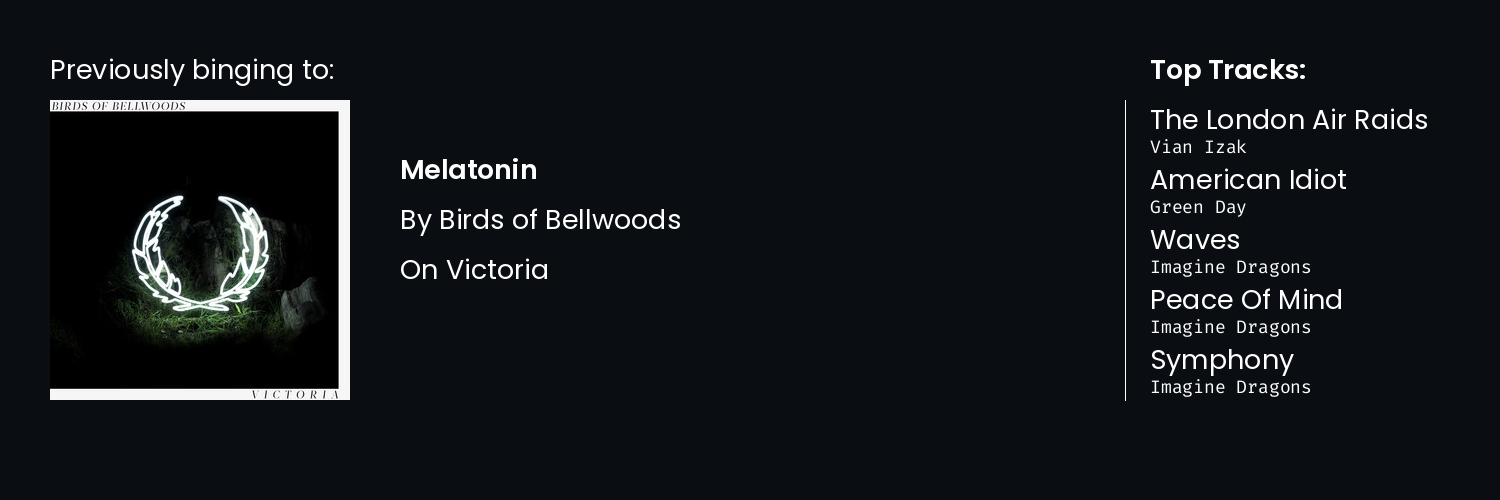 Previously binging to:
BIRDS OF BELLWOODS
VICTORIA
Melatonin
By Birds of Bellwoods
On Victoria
Top Tracks:
The London Air Raids
Vian Izak
American Idiot
Green Day
Waves
Imagine Dragons
Peace Of Mind
Imagine Dragons
Symphony
Imagine Dragons